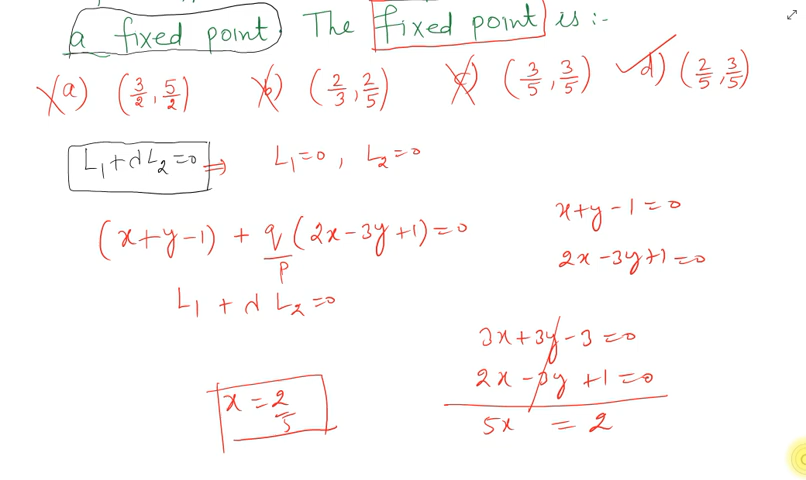 a fixed point. The fixed point is :-
a) (3/2, 5/2) b) (2/3, 2/5) c) (3/5, 3/5) d) (2/5, 3/5)
L₁ + λL₂ = 0 ⇒ L₁ = 0, L₂ = 0
(x+y-1) + q/p (2x-3y+1) = 0
L₁ + λ L₂ = 0
x+y-1 = 0
2x-3y+1 = 0
3x+3y-3 = 0
2x-3y+1 = 0
5x = 2
x = 2/5